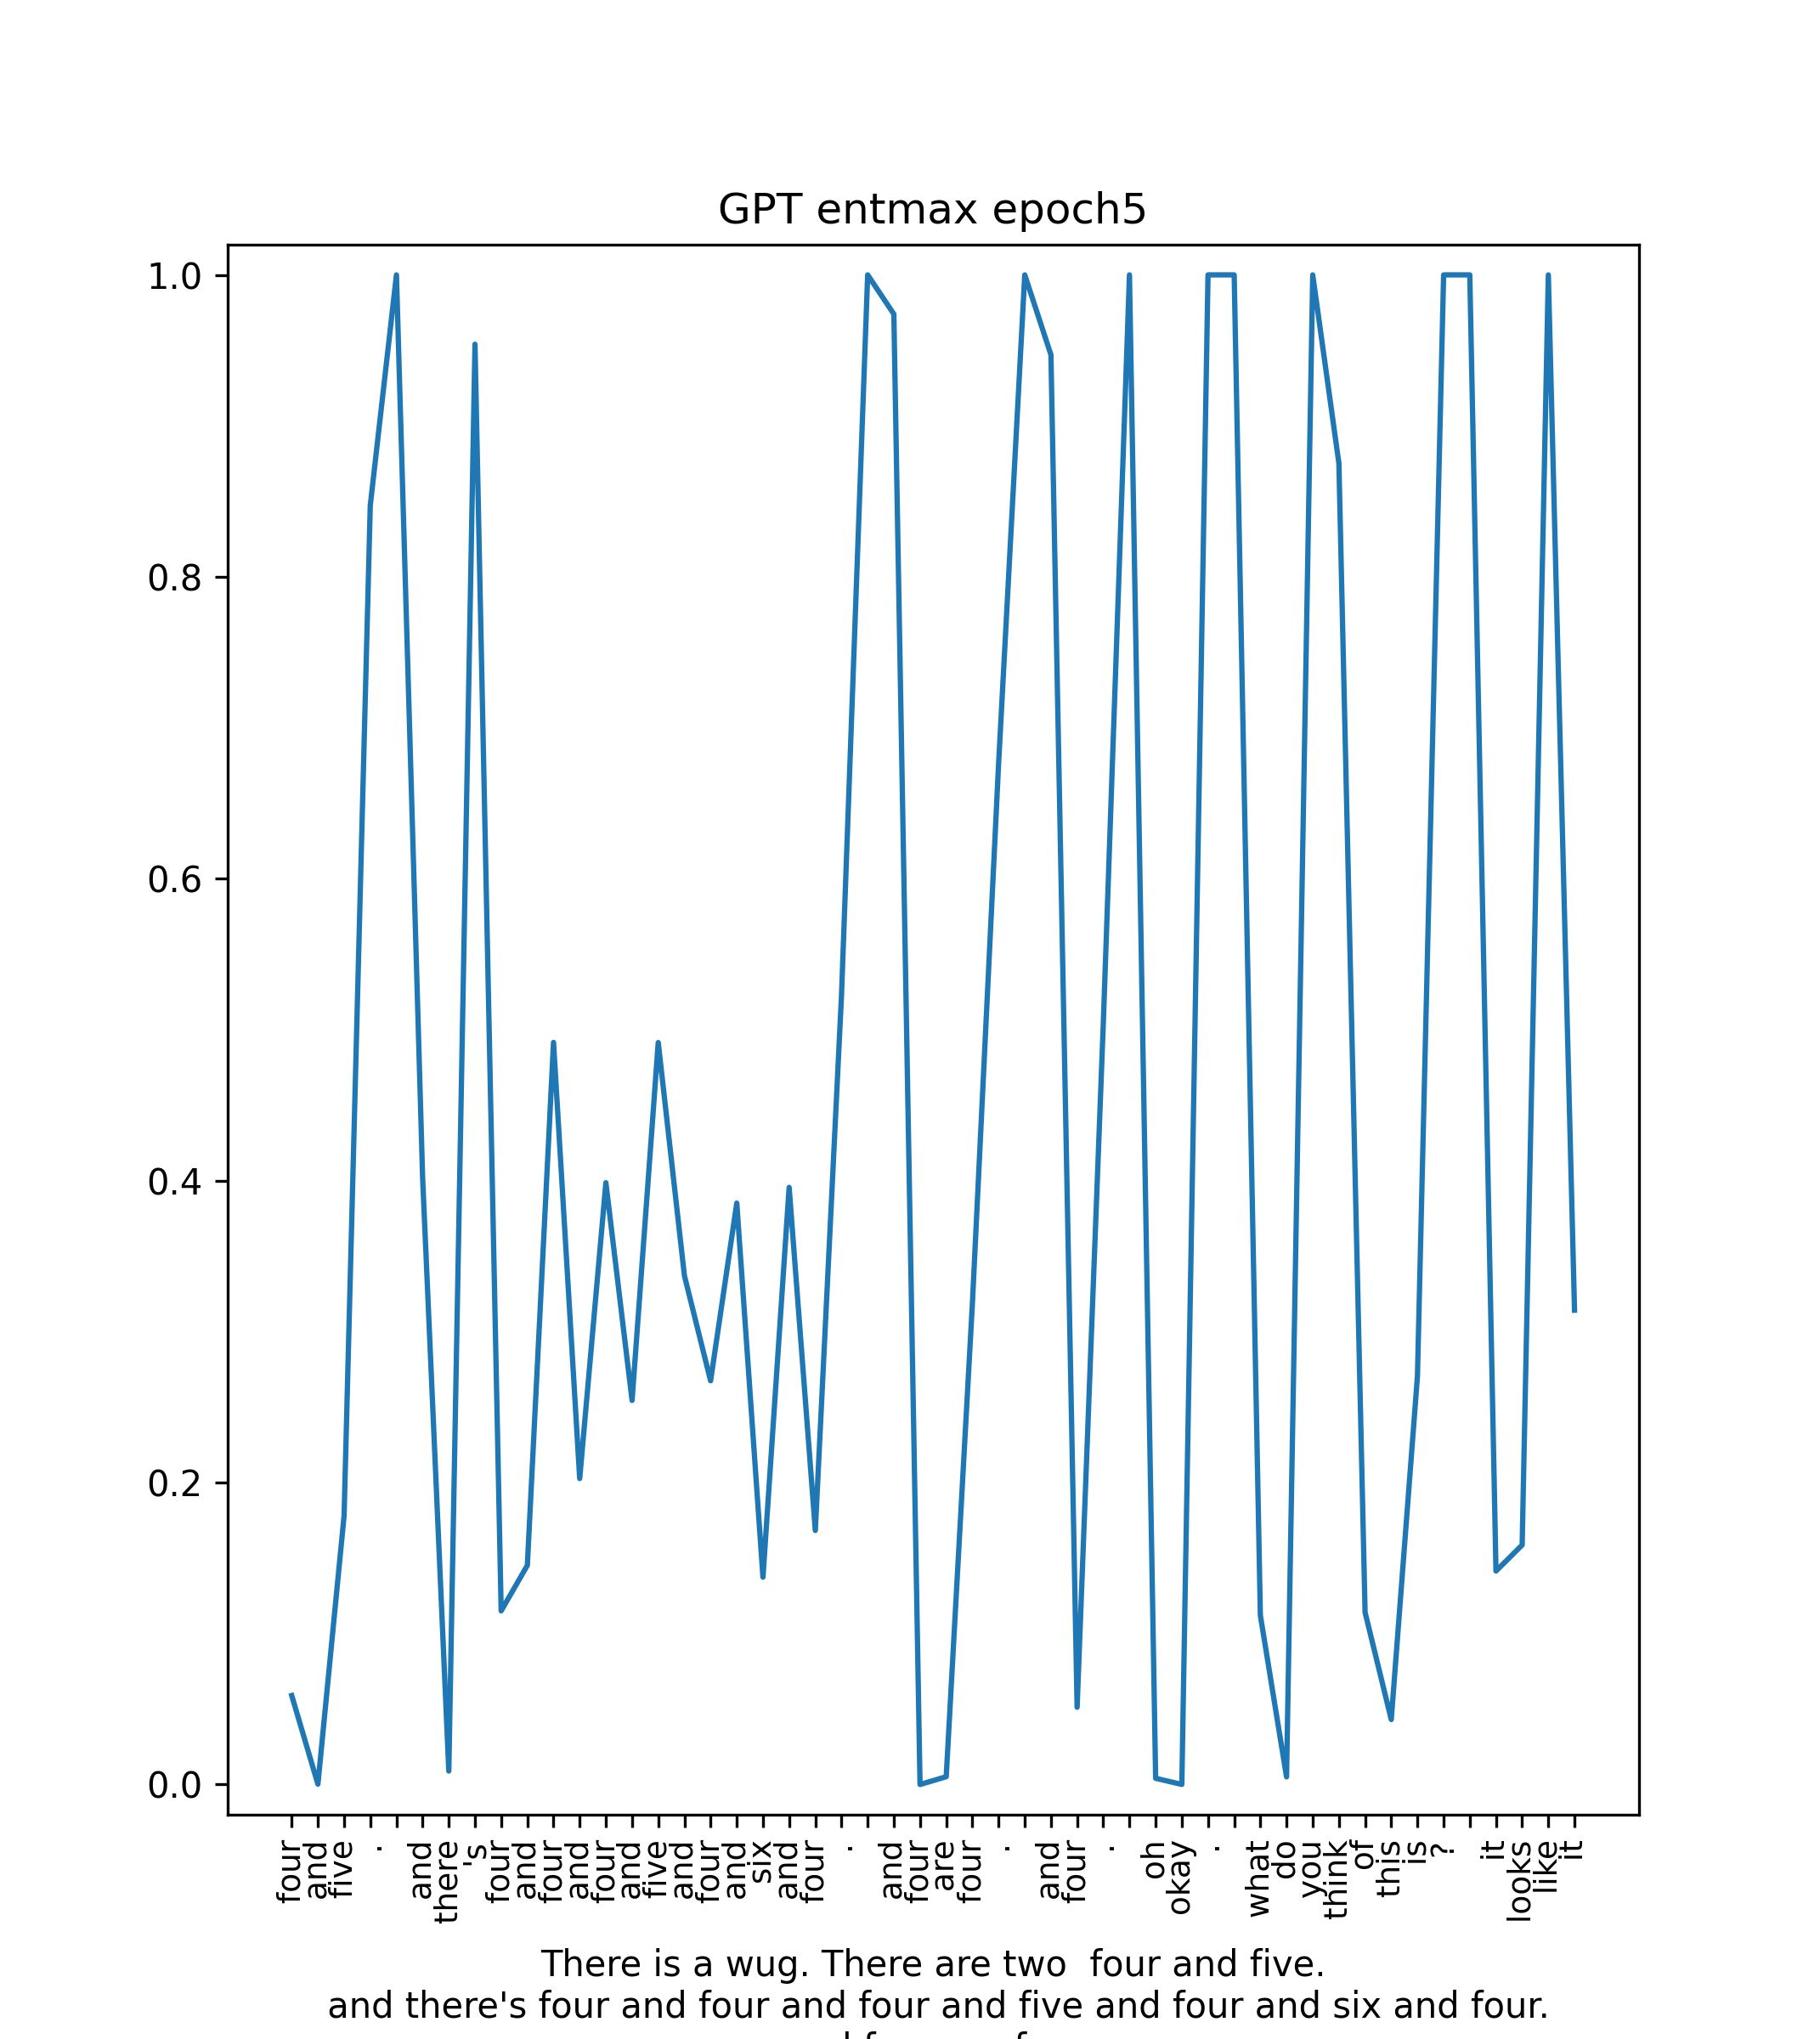 GPT entmax epoch5
1.0
0.8
0.6
0.4
0.2
0.0
four and five . and there 's four and four and four and five and four and six and four . and four are four . and four . oh okay . what do you think of this is ? it looks like it
There is a wug. There are two  four and five.
and there's four and four and four and five and four and six and four.